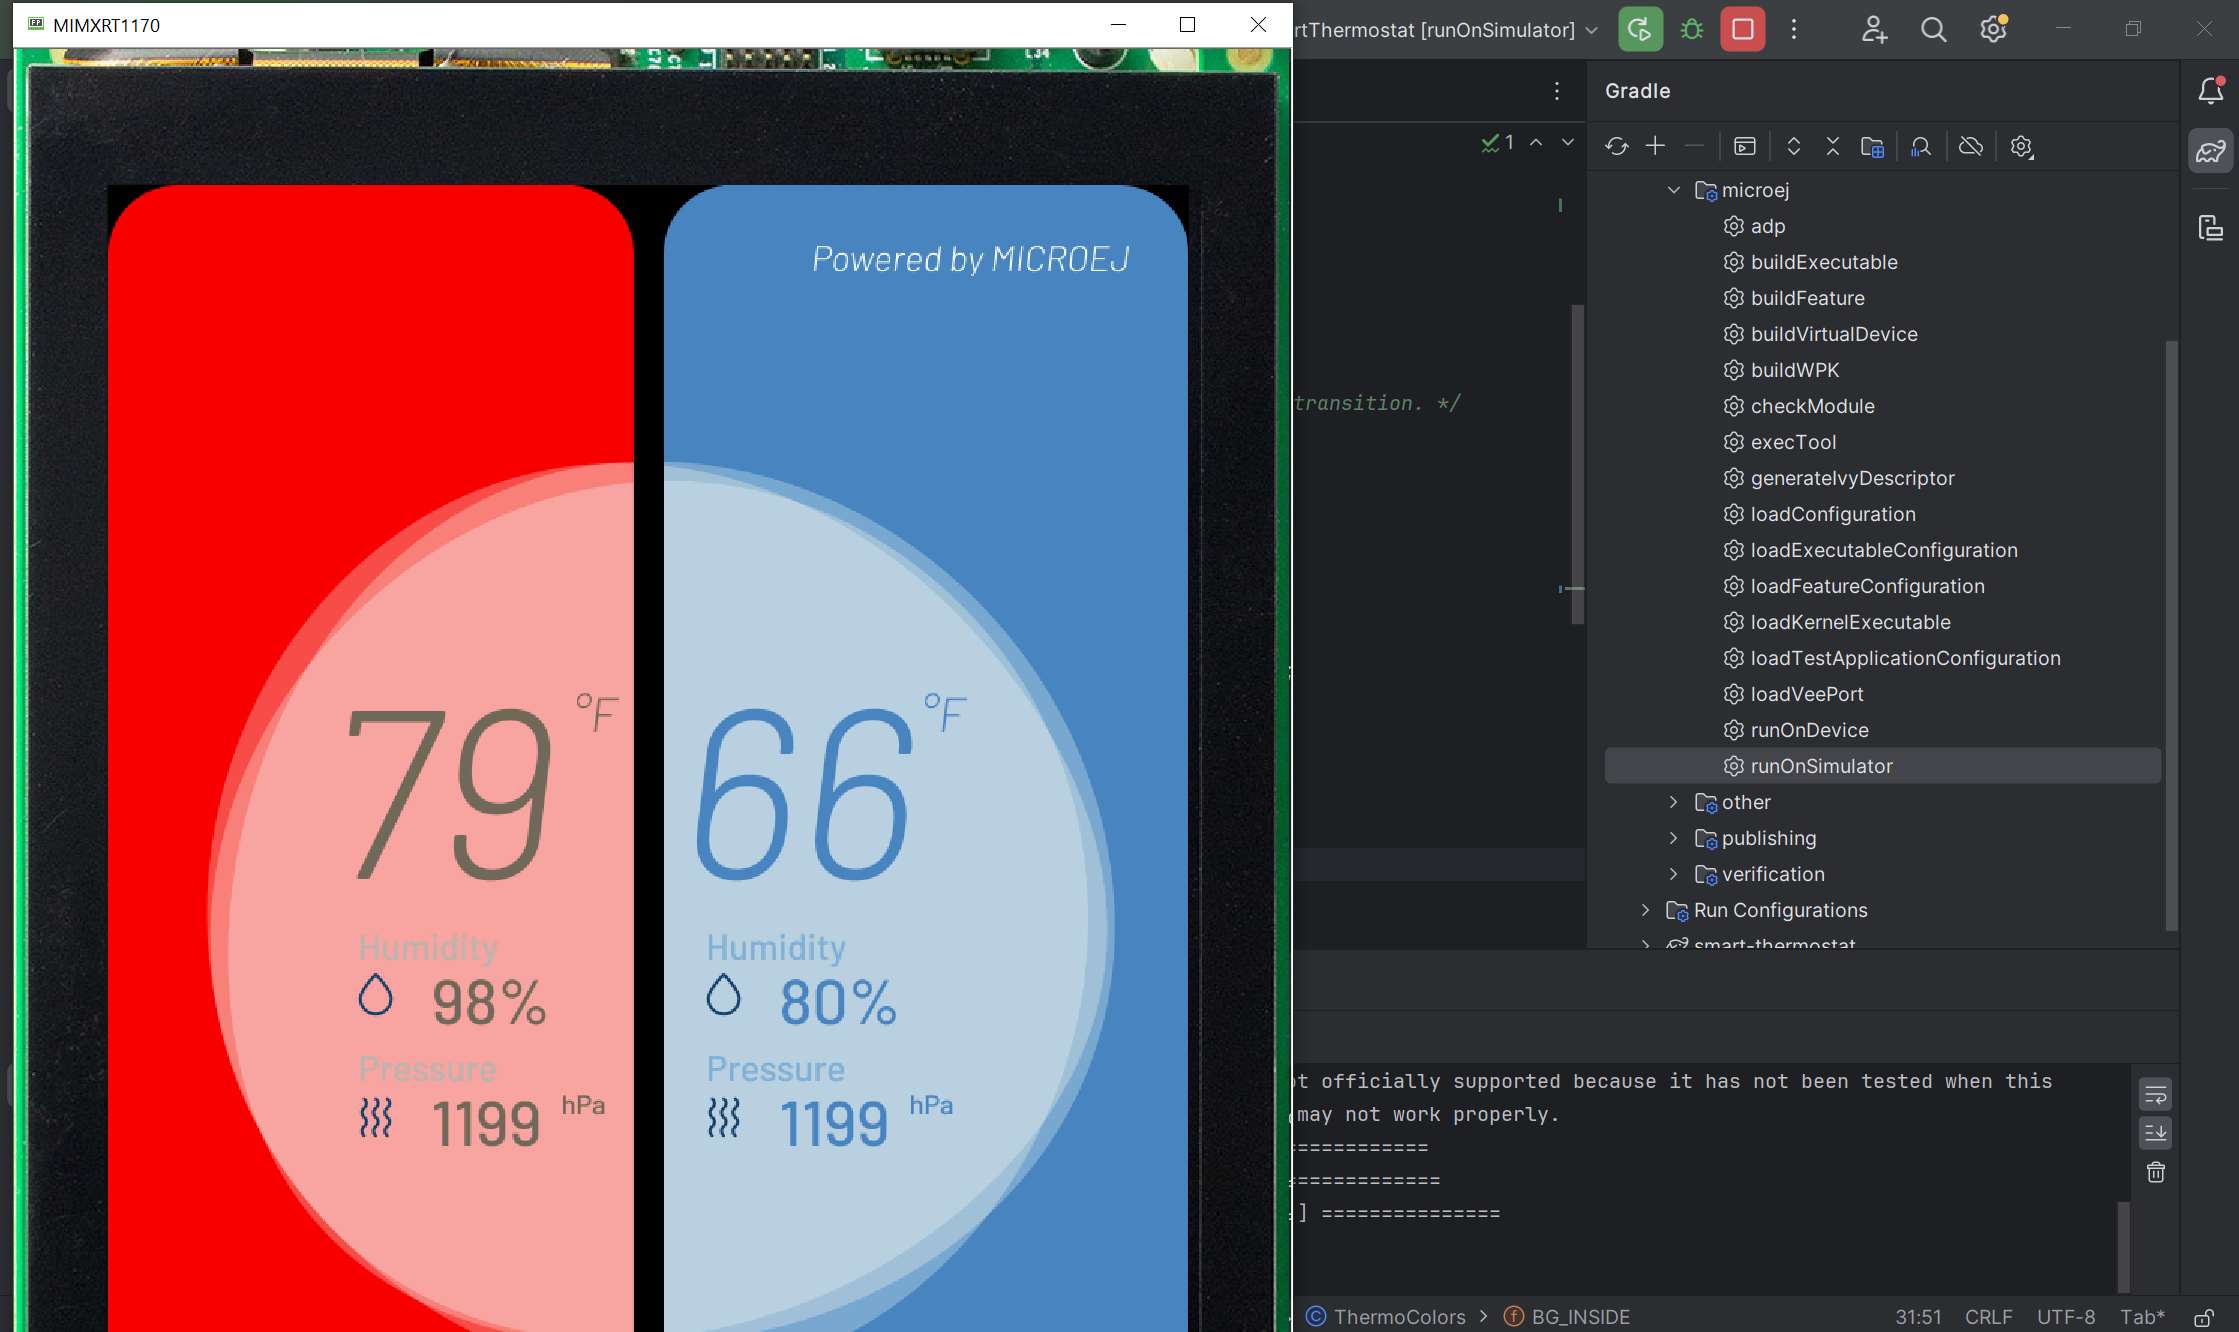 MIMXRT1170
Powered by MICROEJ
79 °F
Humidity
98%
Pressure
1199 hPa
66 °F
Humidity
80%
Pressure
1199 hPa
rtThermostat [runOnSimulator]
1
transition. */
Gradle
microej
adp
buildExecutable
buildFeature
buildVirtualDevice
buildWPK
checkModule
execTool
generateIvyDescriptor
loadConfiguration
loadExecutableConfiguration
loadFeatureConfiguration
loadKernelExecutable
loadTestApplicationConfiguration
loadVeePort
runOnDevice
runOnSimulator
other
publishing
verification
Run Configurations
smart-thermostat
ot officially supported because it has not been tested when this
may not work properly.
============
=============
] ===============
ThermoColors > BG_INSIDE
31:51 CRLF UTF-8 Tab*